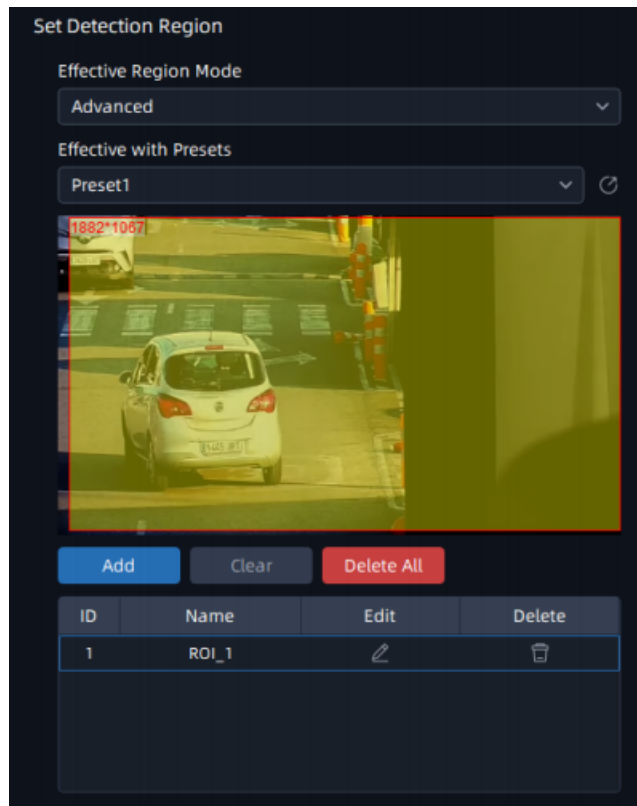 Set Detection Region
Effective Region Mode
Advanced
Effective with Presets
Preset1
1882*1067
Add Clear Delete All
ID Name Edit Delete
1 ROI_1